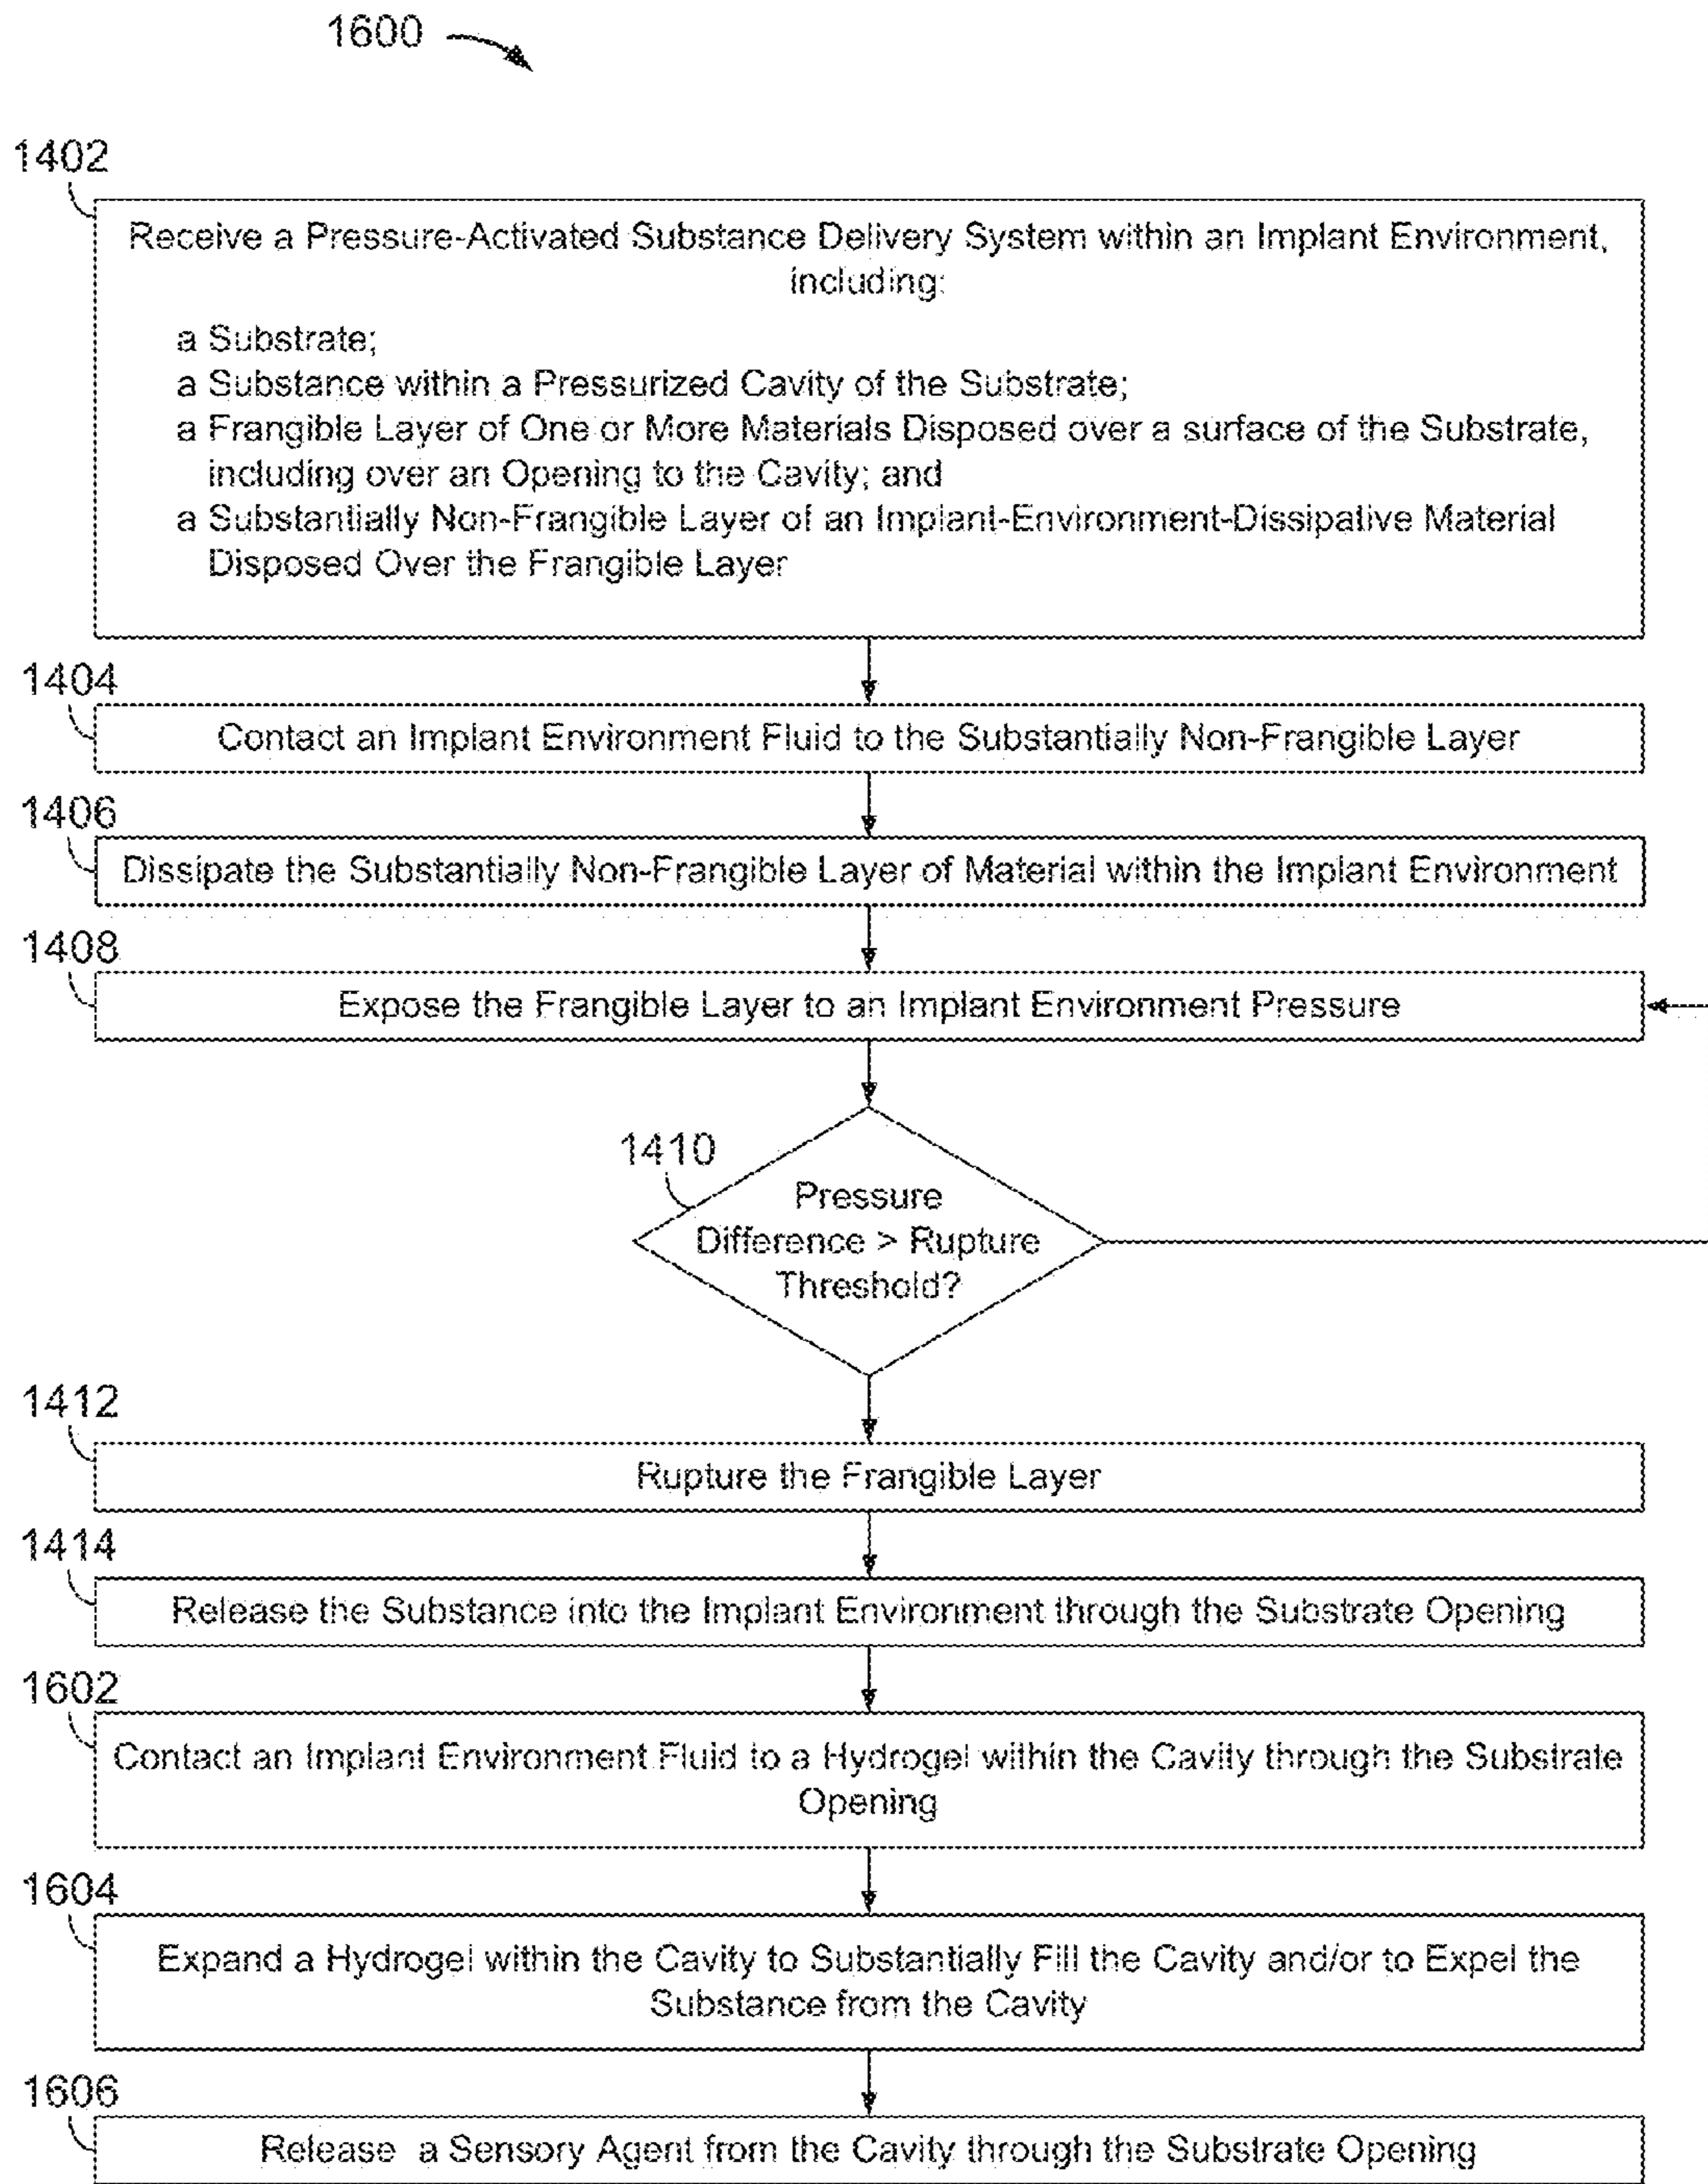 1600
1402
Receive a Pressure-Activated Substance Delivery System within an Implant Environment,
including:
a Substrate;
a Substance within a Pressurized Cavity of the Substrate;
a Frangible Layer of One or More Materials Disposed over a surface of the Substrate,
including over an Opening to the Cavity; and
a Substantially Non-Frangible Layer of an Implant-Environment-Dissipative Material
Disposed Over the Frangible Layer
1404
Contact an Implant Environment Fluid to the Substantially Non-Frangible Layer
1406
Dissipate the Substantially Non-Frangible Layer of Material within the Implant Environment
1408
Expose the Frangible Layer to an Implant Environment Pressure
1410
Pressure
Difference > Rupture
Threshold?
1412
Rupture the Frangible Layer
1414
Release the Substance into the Implant Environment through the Substrate Opening
1602
Contact an Implant Environment Fluid to a Hydrogel within the Cavity through the Substrate
Opening
1604
Expand a Hydrogel within the Cavity to Substantially Fill the Cavity and/or to Expel the
Substance from the Cavity
1606
Release a Sensory Agent from the Cavity through the Substrate Opening